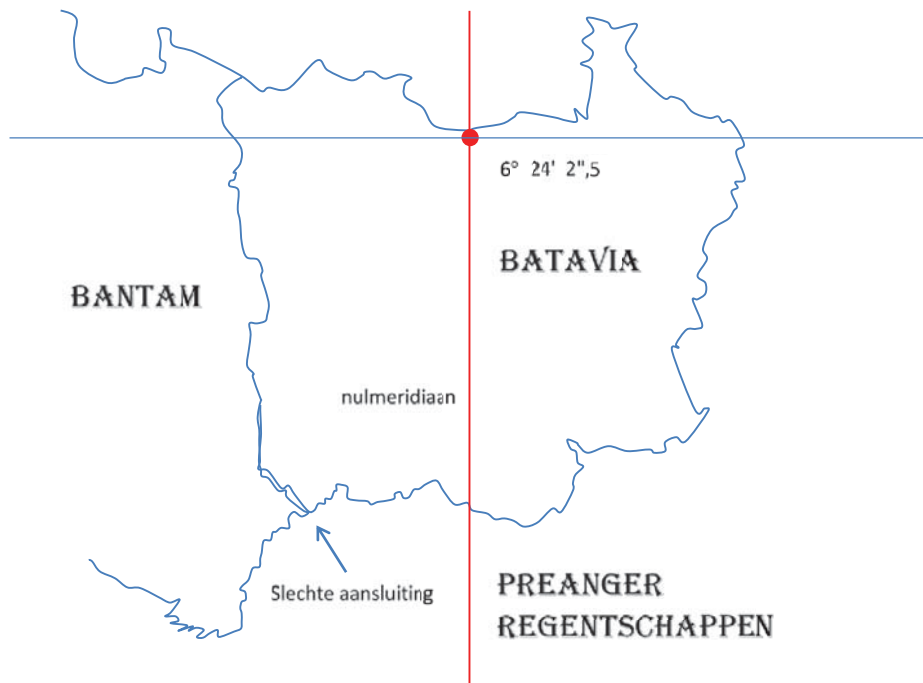 6° 24' 2",5
BATAVIA
BANTAM
nulmeridiaan
Slechte aansluiting
PREANGER
REGENTSCHAPPEN